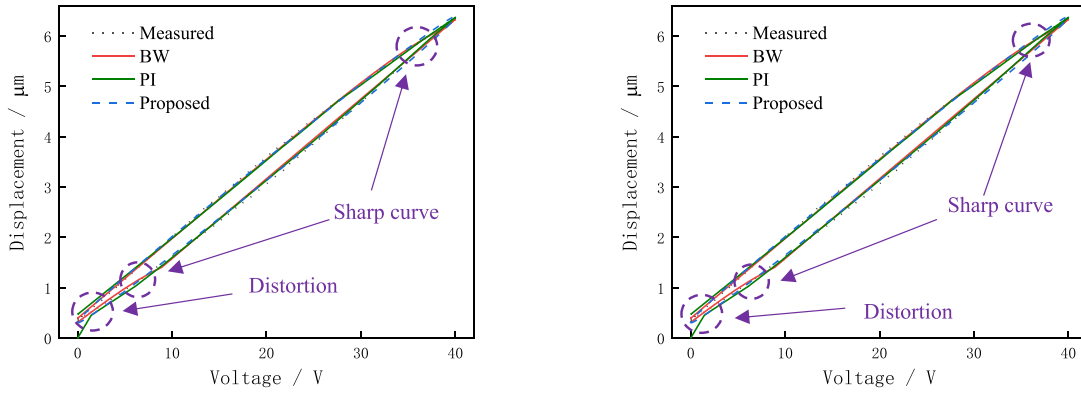 6
5
4
3
2
1
0
Displacement / μm
Measured
BW
PI
Proposed
Sharp curve
Distortion
0 10 20 30 40
Voltage / V
6
5
4
3
2
1
0
Displacement / μm
Measured
BW
PI
Proposed
Sharp curve
Distortion
0 10 20 30 40
Voltage / V